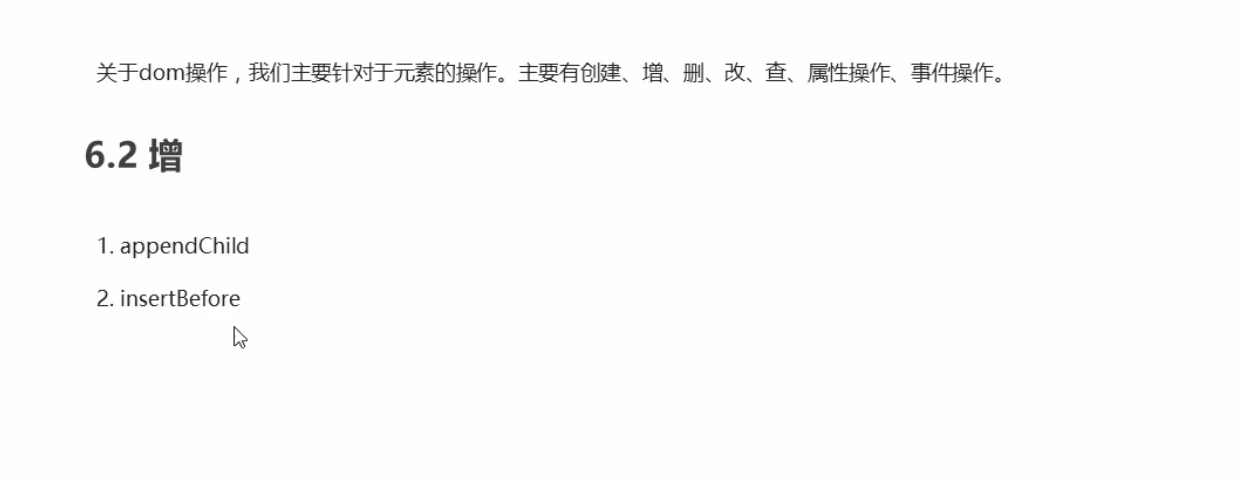 关于dom操作，我们主要针对于元素的操作。主要有创建、增、删、改、查、属性操作、事件操作。
6.2 增
1. appendChild
2. insertBefore